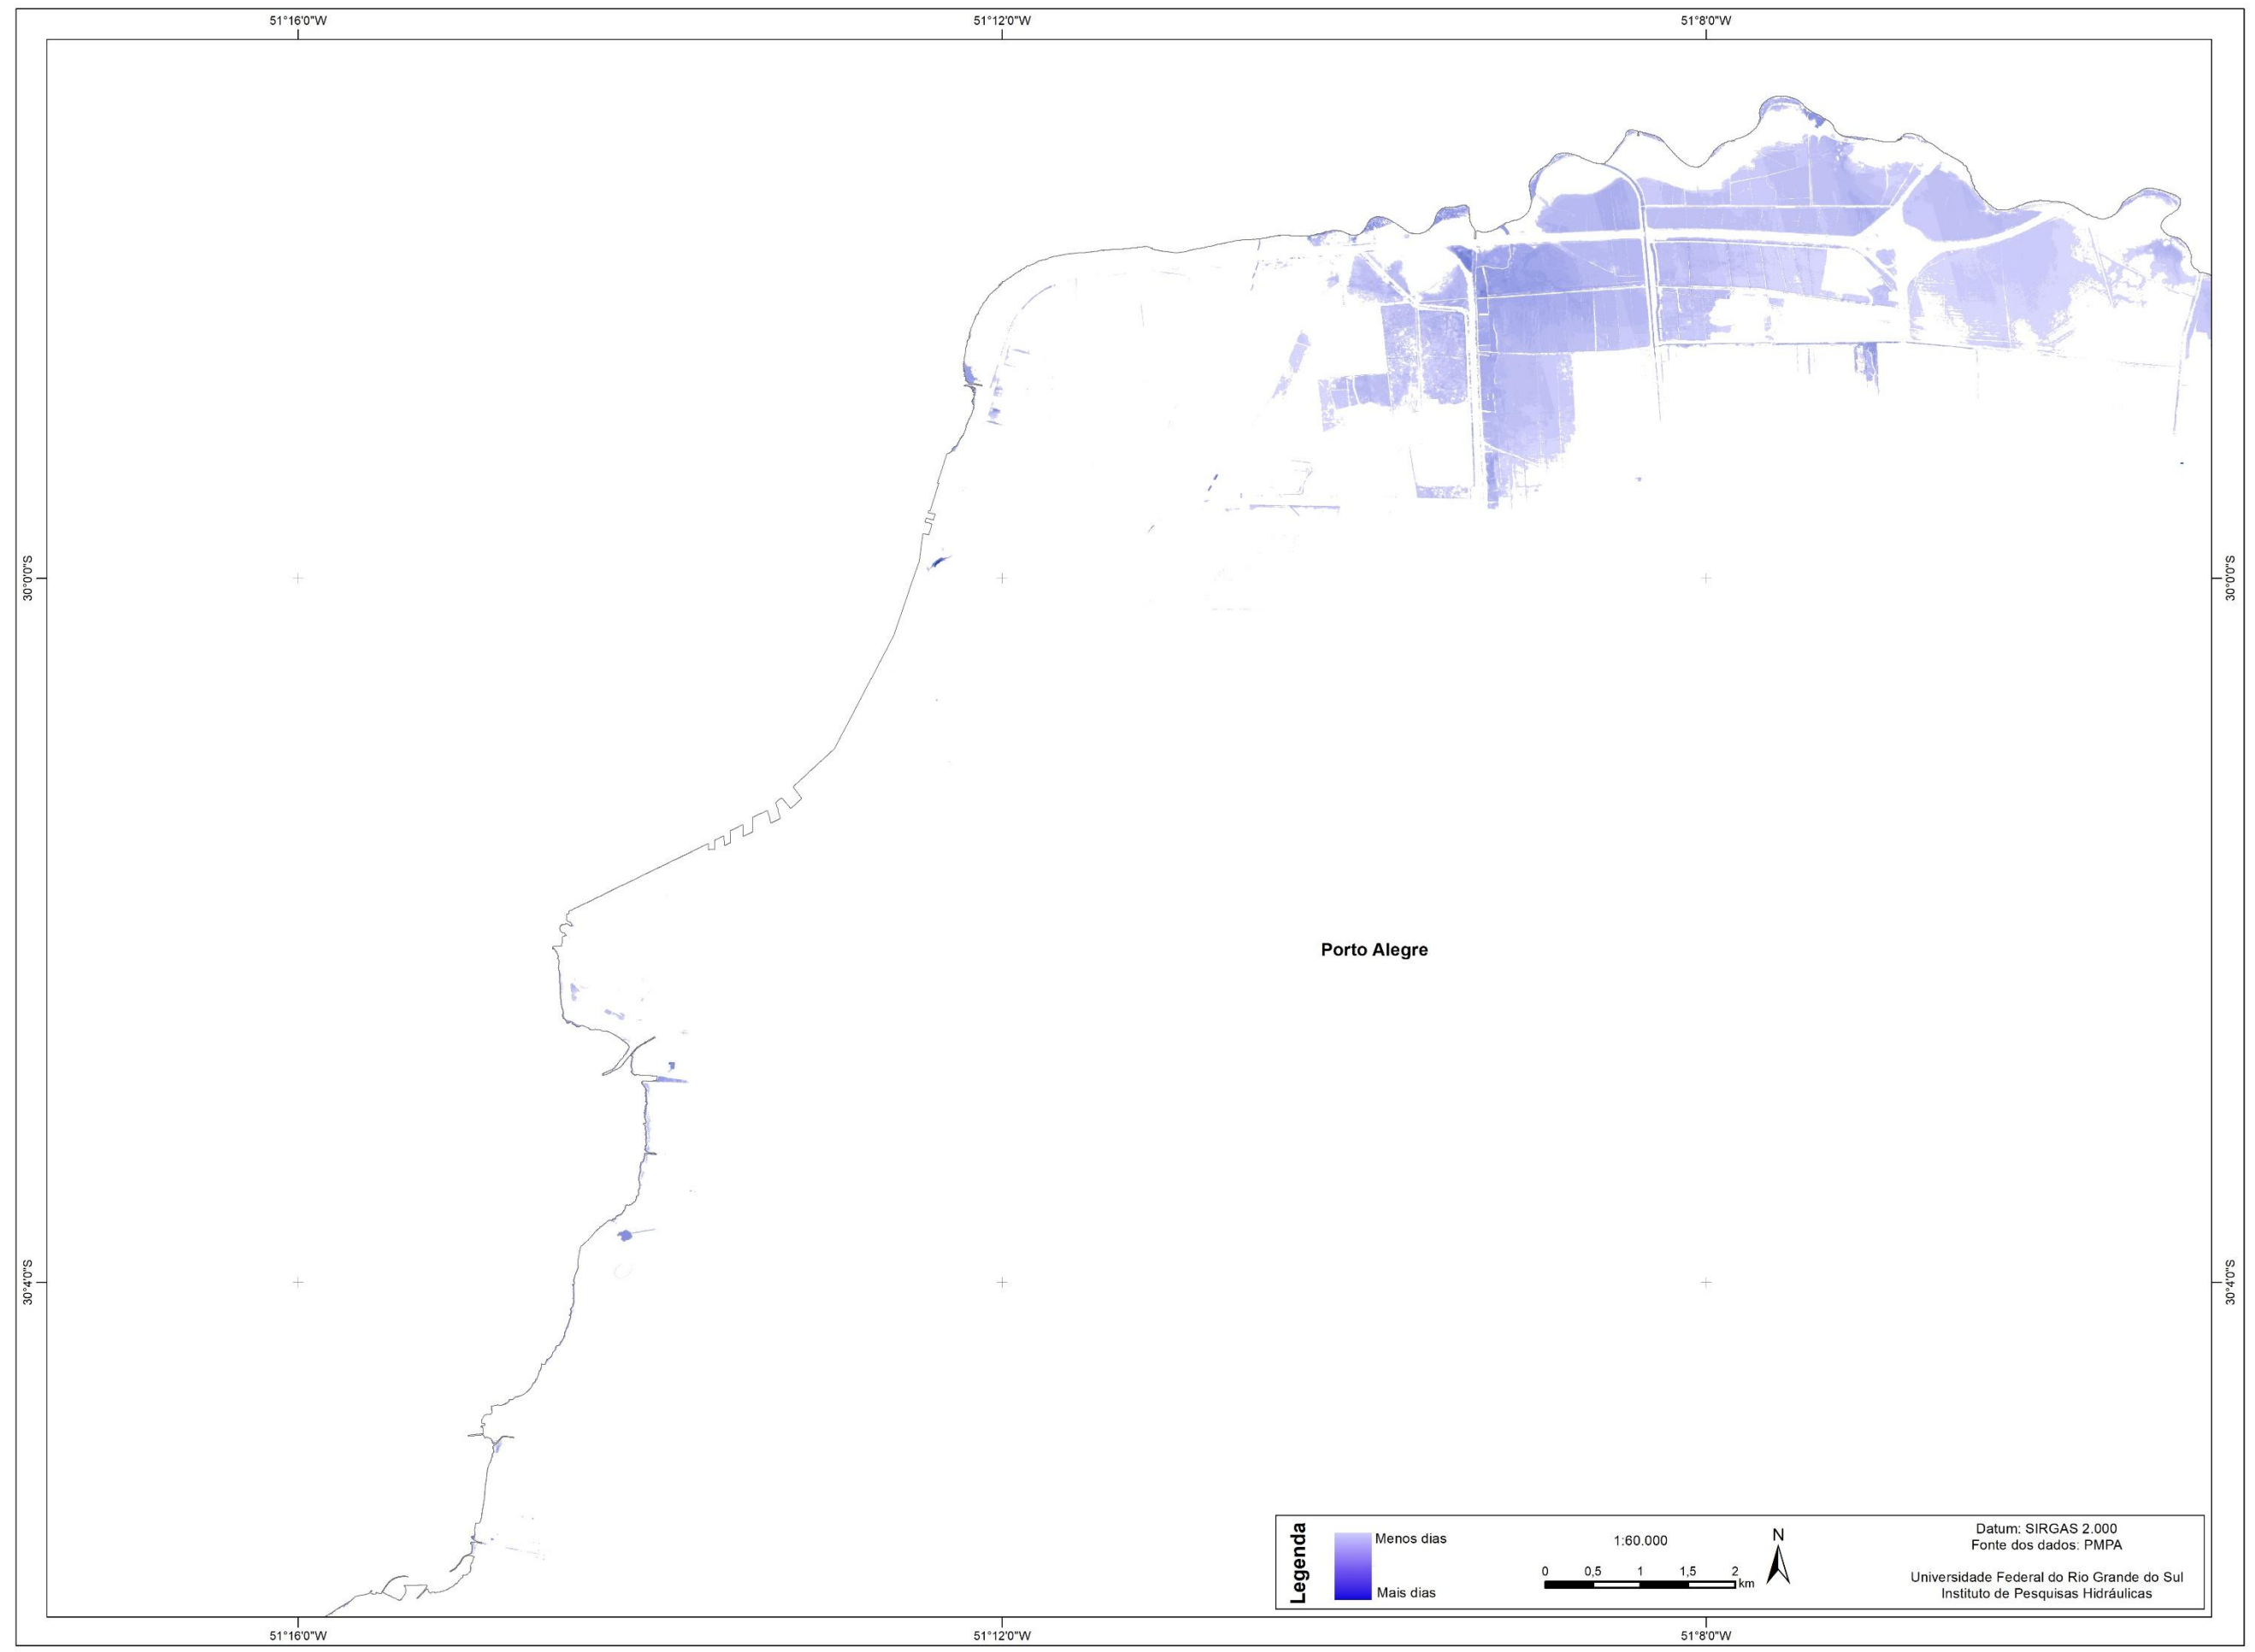 51°16'0"W
51°12'0"W
51°8'0"W
30°0'0"S
30°0'0"S
Porto Alegre
30°4'0"S
30°4'0"S
Legenda
Menos dias
Mais dias
1:60.000
0 0,5 1 1,5 2
km
N
Datum: SIRGAS 2.000
Fonte dos dados: PMPA
Universidade Federal do Rio Grande do Sul
Instituto de Pesquisas Hidráulicas
51°16'0"W
51°12'0"W
51°8'0"W